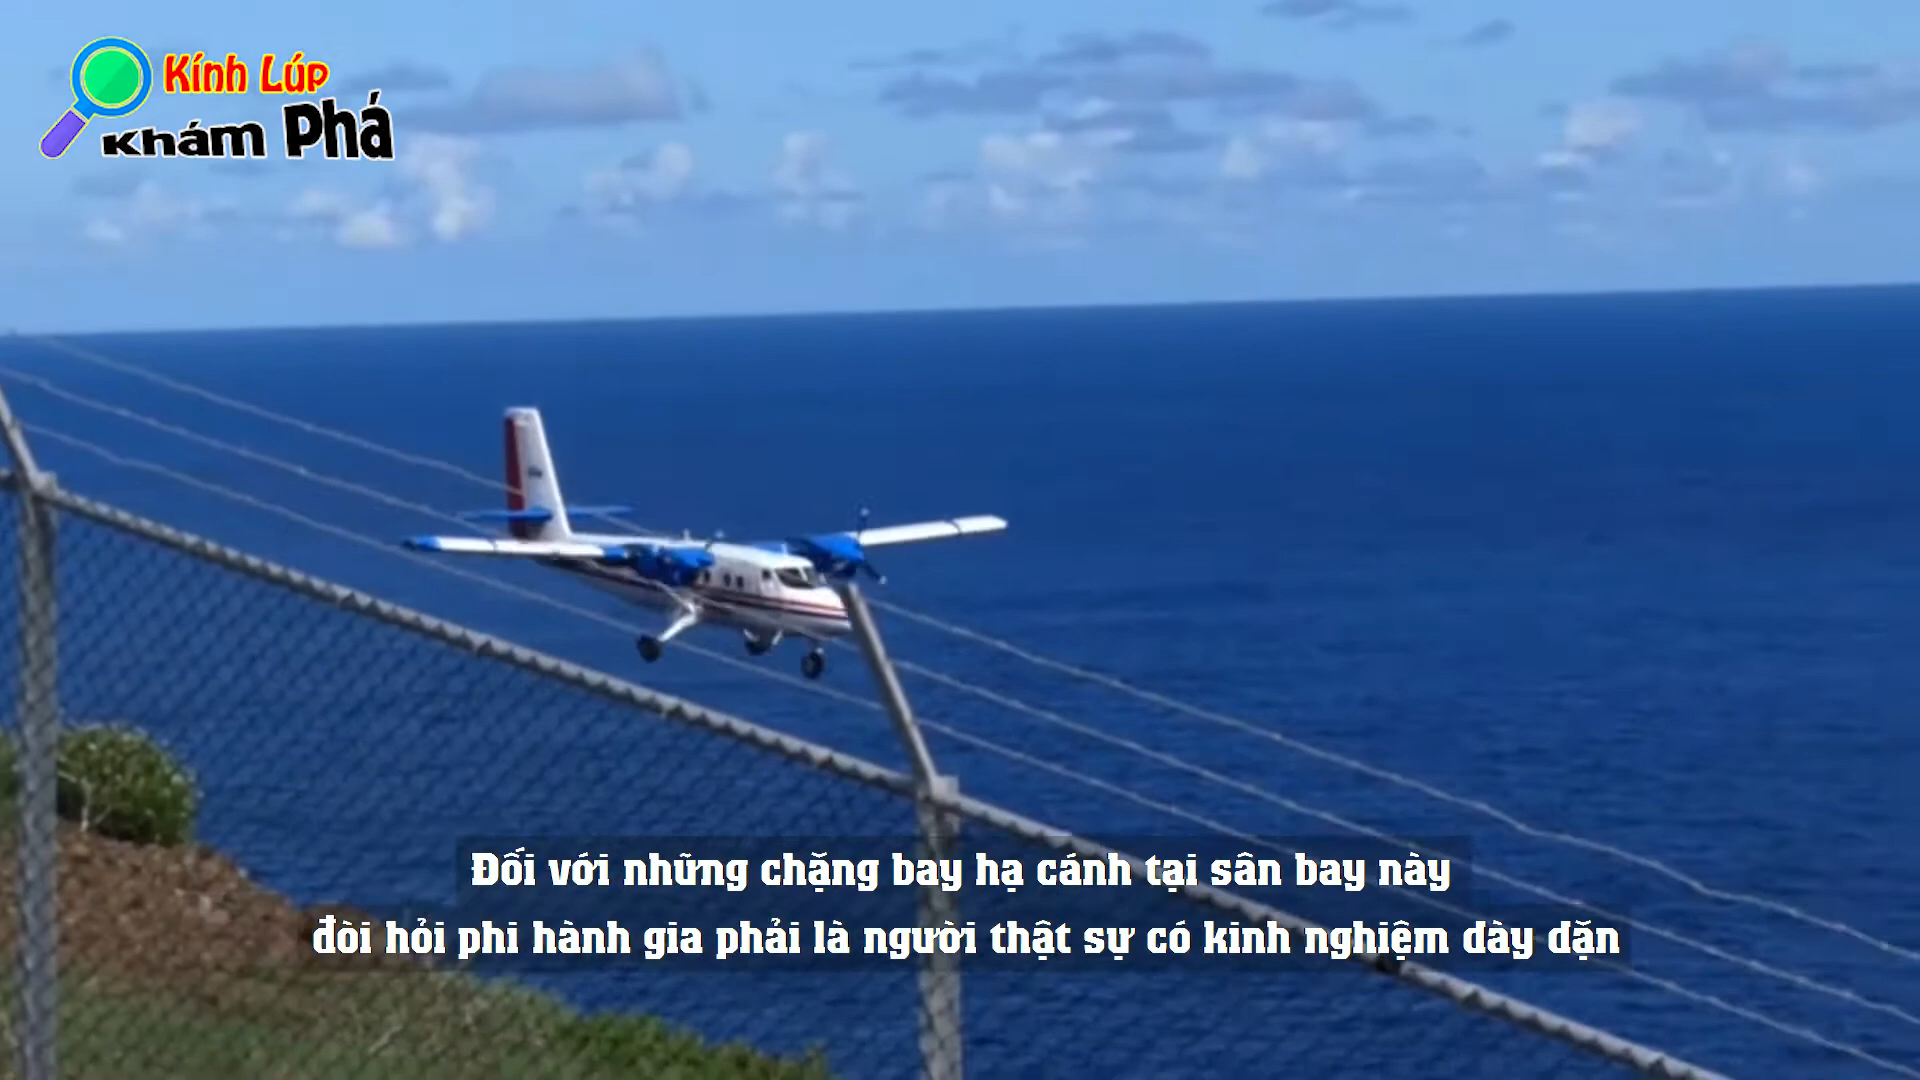 Kính Lúp
Khám Phá
Đối với những chặng bay hạ cánh tại sân bay này
đòi hỏi phi hành gia phải là người thật sự có kinh nghiệm dày dặn